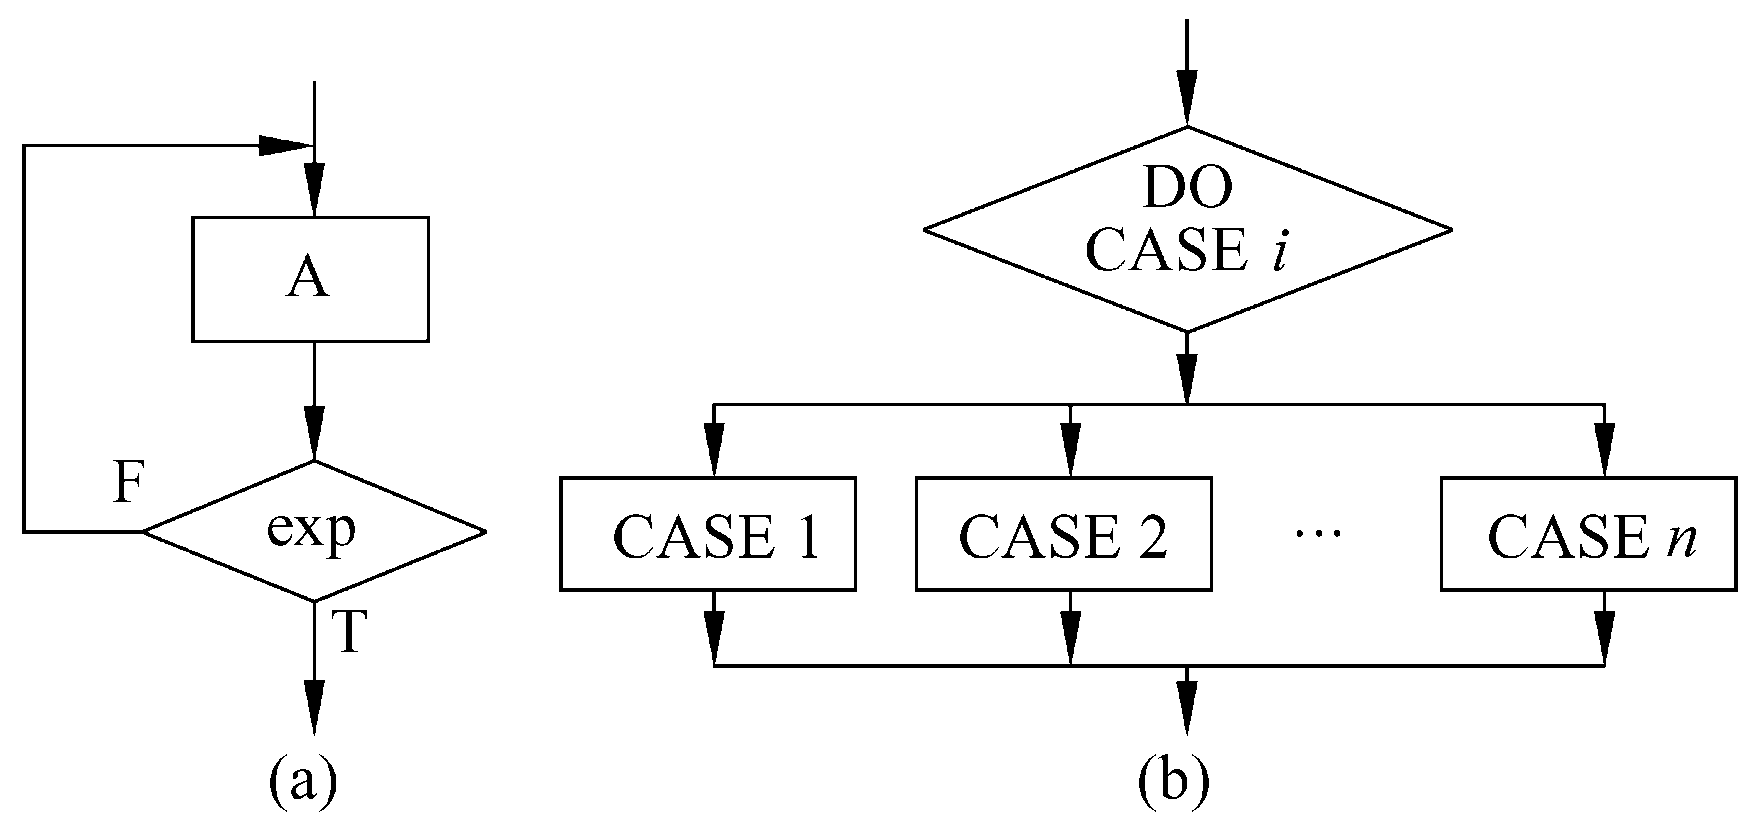 A
F
exp
T
(a)
DO
CASE i
CASE 1
CASE 2
…
CASE n
(b)